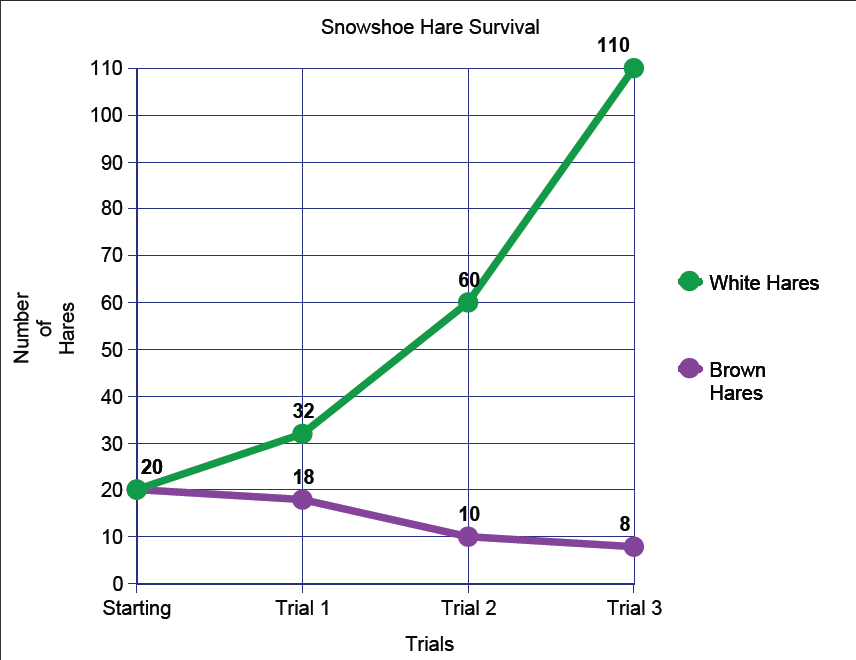 Snowshoe Hare Survival
110
110
100
90
80
70
60
50
40
30
20
10
0
60
32
20
18
10
8
Number
of
Hares
White Hares
Brown
Hares
Starting Trial 1 Trial 2 Trial 3
Trials